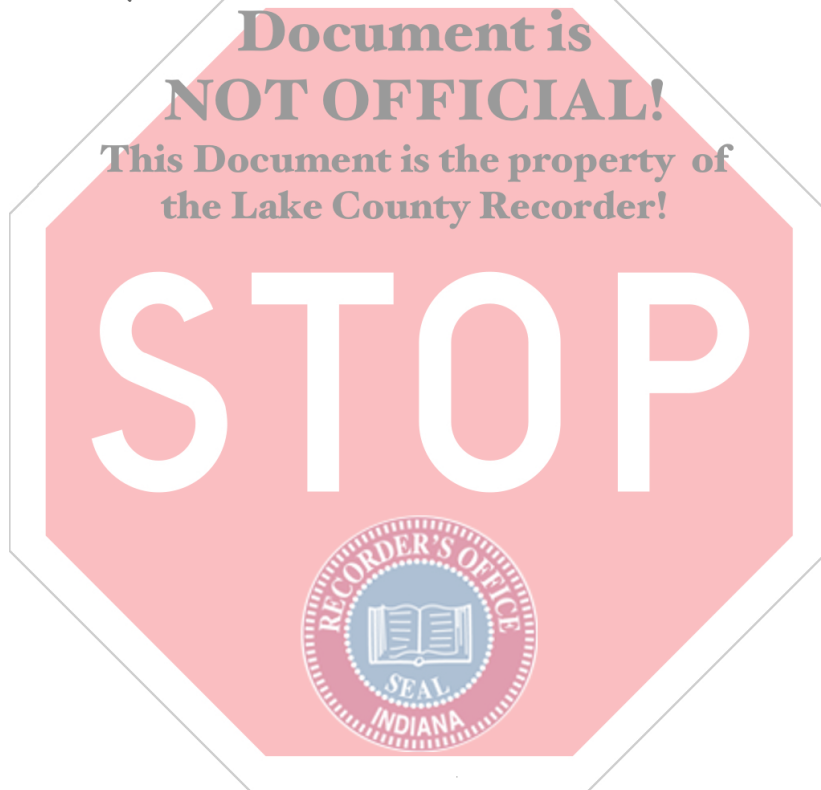 Document is
NOT OFFICIAL!
This Document is the property of
the Lake County Recorder!
STOP
RECORDER'S OFFICE
SEAL
INDIANA